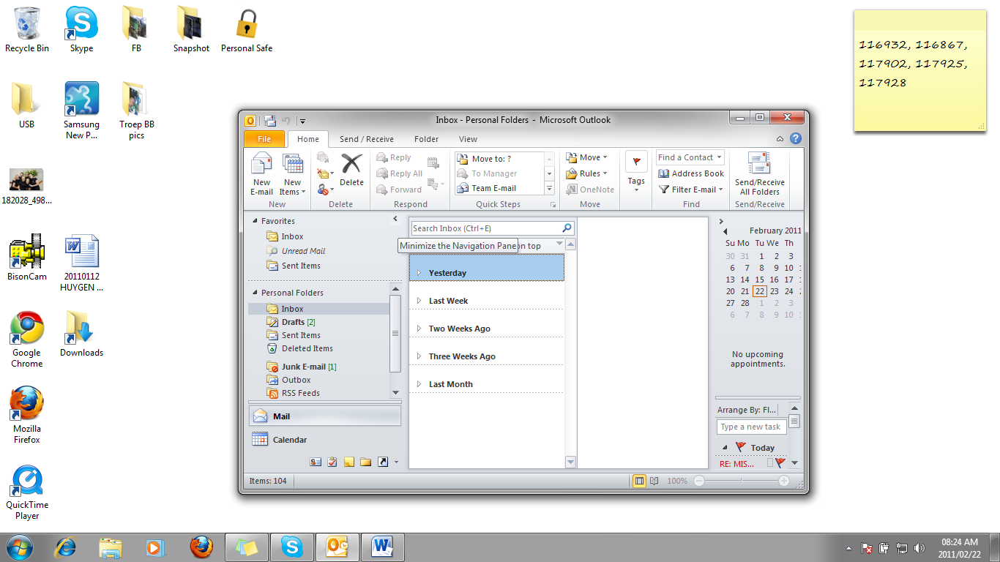 Recycle Bin
Skype
FB
Snapshot
Personal Safe
USB
Samsung
New P...
Troep BB
pics
182028_498...
BisonCam
20110112
HUYGEN ...
Google
Chrome
Downloads
Mozilla
Firefox
QuickTime
Player
116932, 116867,
117902, 117925,
117928
Inbox - Personal Folders - Microsoft Outlook
File
Home
Send / Receive
Folder
View
New
E-mail
New
Items
New
Delete
Delete
Reply
Reply All
Forward
Respond
Move to: ?
To Manager
Team E-mail
Quick Steps
Move
Rules
OneNote
Move
Tags
Find a Contact
Address Book
Filter E-mail
Find
Send/Receive
All Folders
Send/Receive
Favorites
Inbox
Unread Mail
Sent Items
Personal Folders
Inbox
Drafts [2]
Sent Items
Deleted Items
Junk E-mail [1]
Outbox
RSS Feeds
Mail
Calendar
Search Inbox (Ctrl+E)
Minimize the Navigation Pane
on top
Yesterday
Last Week
Two Weeks Ago
Three Weeks Ago
Last Month
February 2011
Su Mo Tu We Th
30 31 1 2 3
6 7 8 9 10
13 14 15 16 17
20 21 22 23 24
27 28 1 2 3
6 7 8 9 10
No upcoming
appointments.
Arrange By: Fl...
Type a new task
Today
RE: MIS...
Items: 104
100%
08:24 AM
2011/02/22